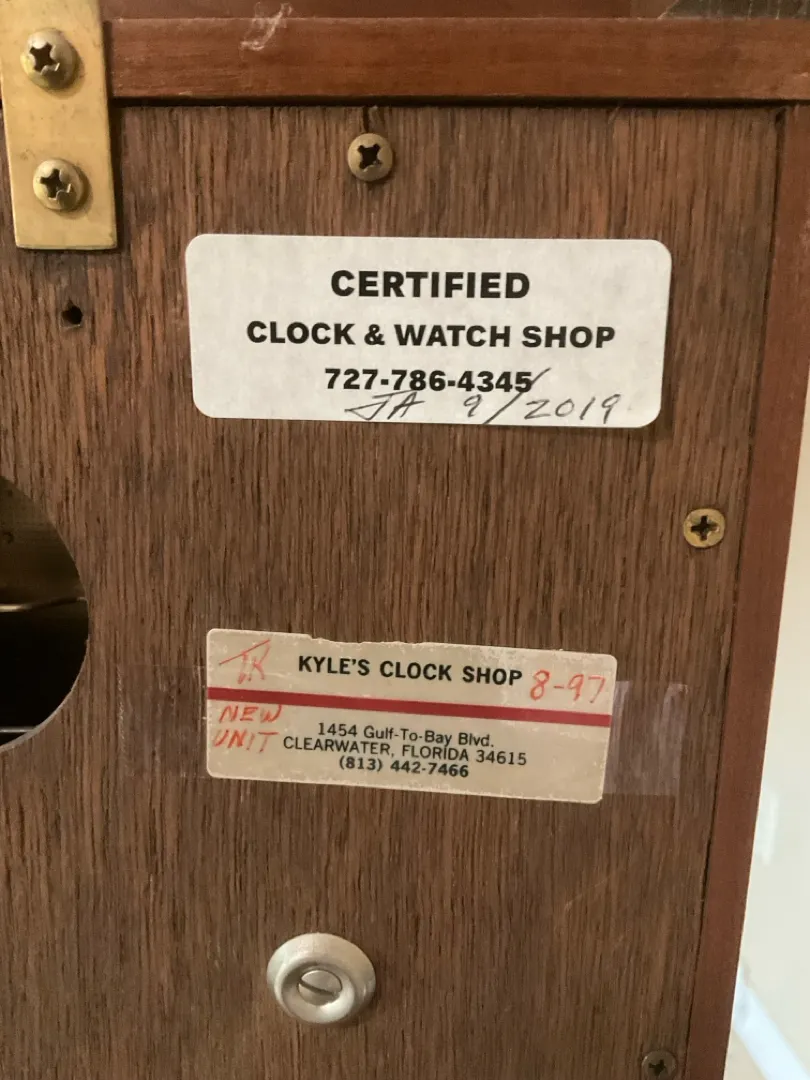 CERTIFIED
CLOCK & WATCH SHOP
727-786-4345
JA 9/2019
JK KYLE'S CLOCK SHOP 8-97
NEW
UNIT
1454 Gulf-To-Bay Blvd.
CLEARWATER, FLORIDA 34615
(813) 442-7466